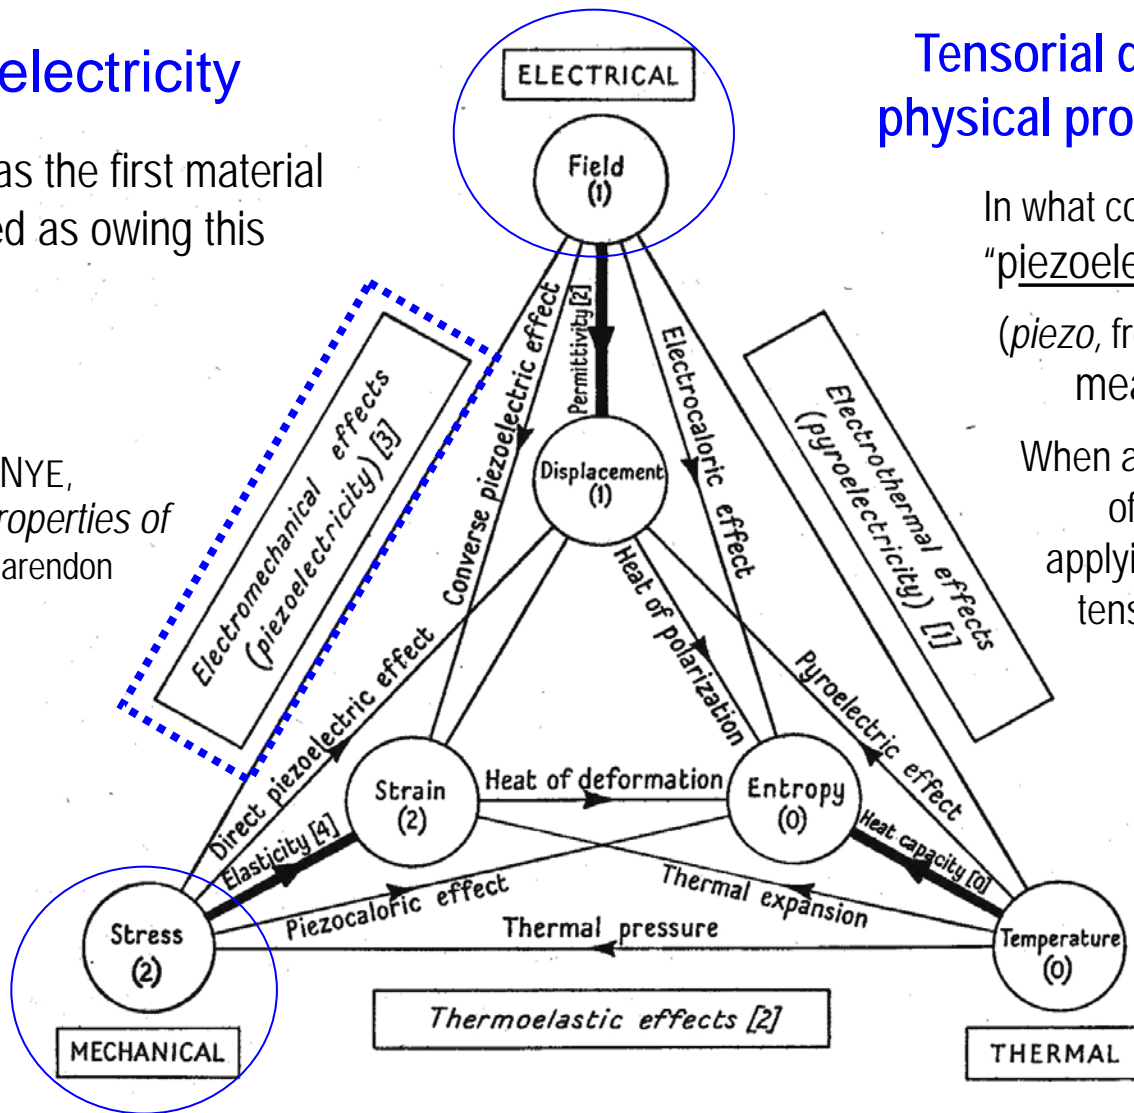 electricity
as the first material
ed as owing this
NYE,
roperties of
arendon
Tensorial d
physical pro
In what co
"piezoele
(piezo, fr
mea
When a
of
applyi
tens
ELECTRICAL
Field
(1)
Permittivity [2]
Converse piezoelectric effect
Electrocaloric effect
Electromechanical effects
(piezoelectricity) [3]
Electrothermal effects
(pyroelectricity) [1]
Displacement
(1)
Heat of polarization
Direct piezoelectric effect
Pyroelectric effect
Strain
(2)
Heat of deformation
Entropy
(0)
Elasticity [4]
Heat capacity [0]
Piezocaloric effect
Thermal expansion
Stress
(2)
Thermal pressure
Temperature
(0)
Thermoelastic effects [2]
MECHANICAL
THERMAL